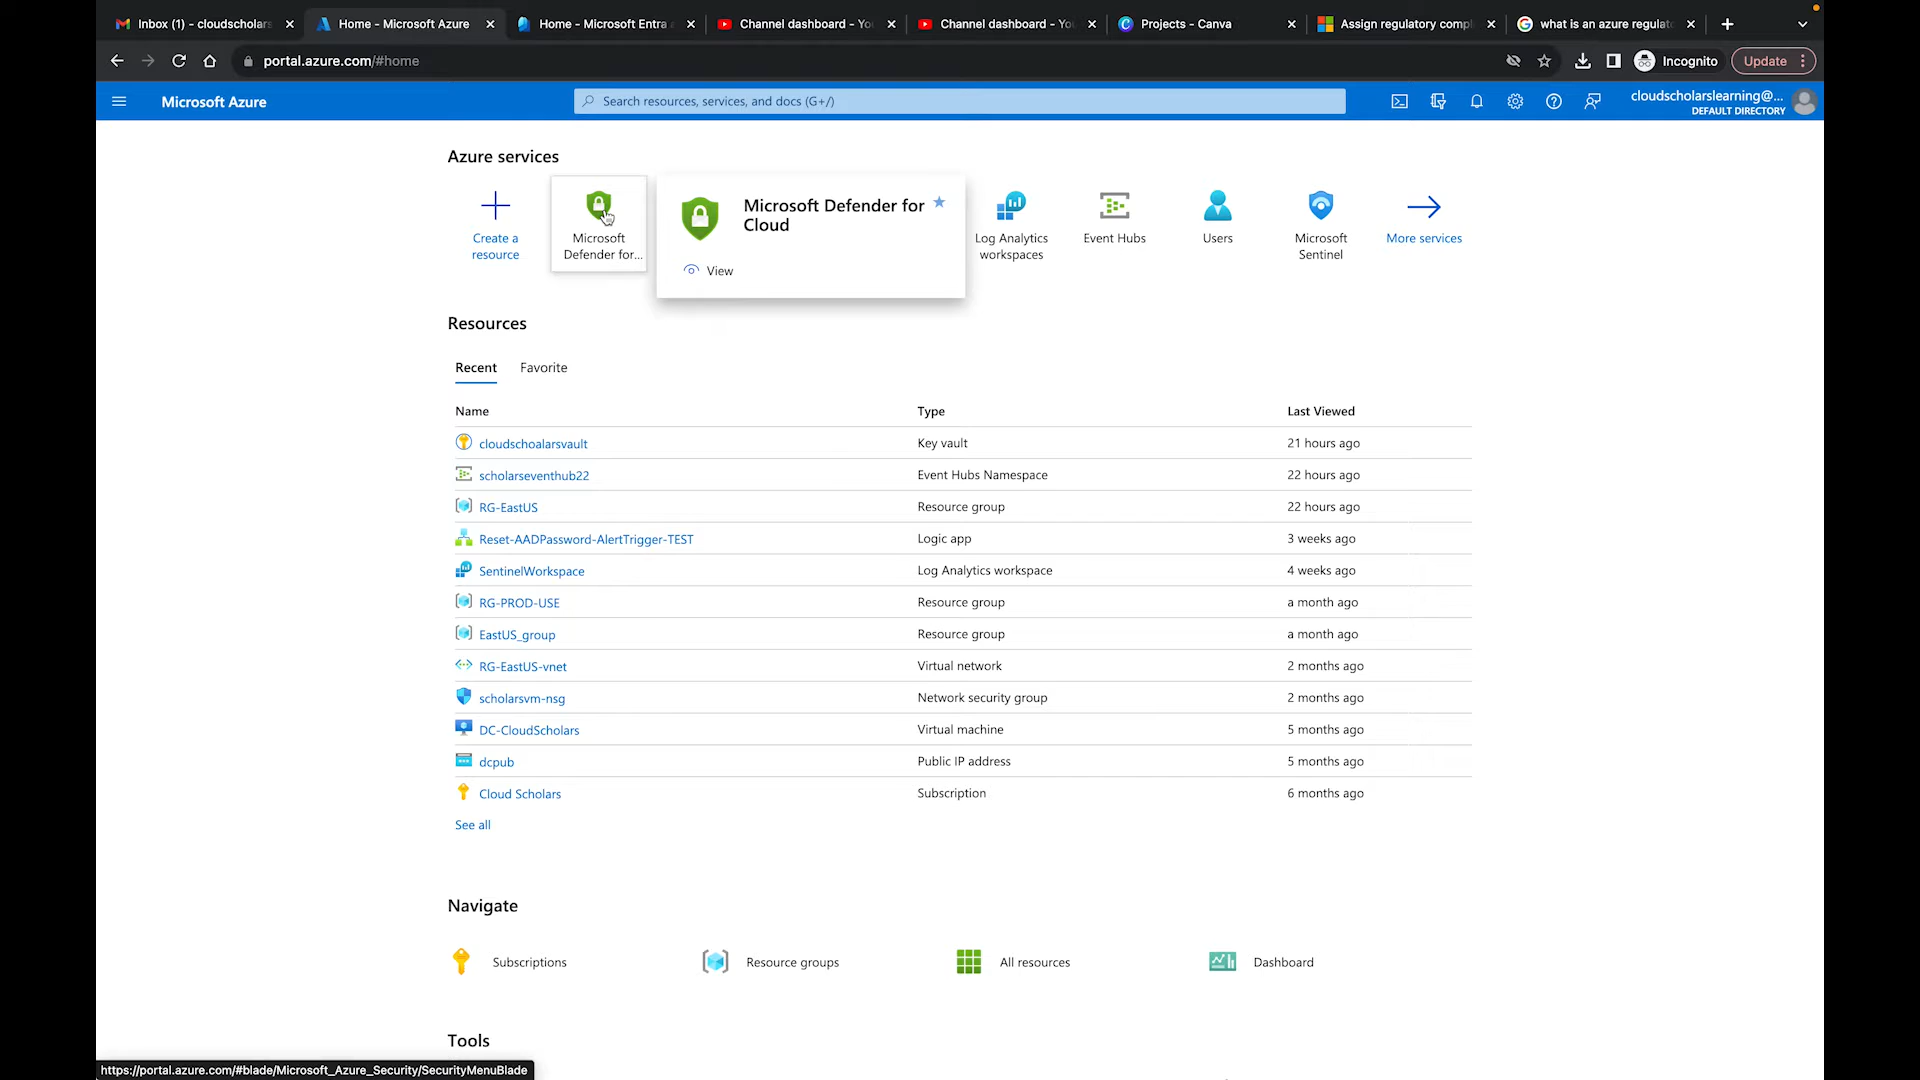 Inbox (1) - cloudscholars
Home - Microsoft Azure
Home - Microsoft Entra a
Channel dashboard - Yo
Channel dashboard - Yo
Projects - Canva
Assign regulatory compl
what is an azure regulat
portal.azure.com/#home
Incognito
Update
Microsoft Azure
Search resources, services, and docs (G+/)
cloudscholarslearning@...
DEFAULT DIRECTORY
Azure services
Create a
resource
Microsoft
Defender for...
Microsoft Defender for
Cloud
View
Log Analytics
workspaces
Event Hubs
Users
Microsoft
Sentinel
More services
Resources
Recent
Favorite
Name Type Last Viewed
cloudschoalarsvault Key vault 21 hours ago
scholarseventhub22 Event Hubs Namespace 22 hours ago
RG-EastUS Resource group 22 hours ago
Reset-AADPassword-AlertTrigger-TEST Logic app 3 weeks ago
SentinelWorkspace Log Analytics workspace 4 weeks ago
RG-PROD-USE Resource group a month ago
EastUS_group Resource group a month ago
RG-EastUS-vnet Virtual network 2 months ago
scholarsvm-nsg Network security group 2 months ago
DC-CloudScholars Virtual machine 5 months ago
dcpub Public IP address 5 months ago
Cloud Scholars Subscription 6 months ago
See all
Navigate
Subscriptions
Resource groups
All resources
Dashboard
Tools
https://portal.azure.com/#blade/Microsoft_Azure_Security/SecurityMenuBlade